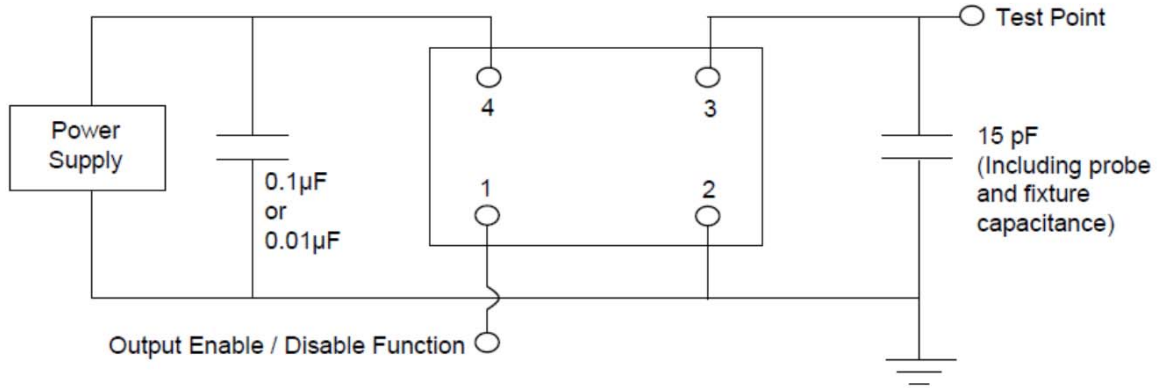 Test Point
4
3
Power
Supply
15 pF
(Including probe
and fixture
capacitance)
0.1µF
or
0.01µF
1
2
Output Enable / Disable Function